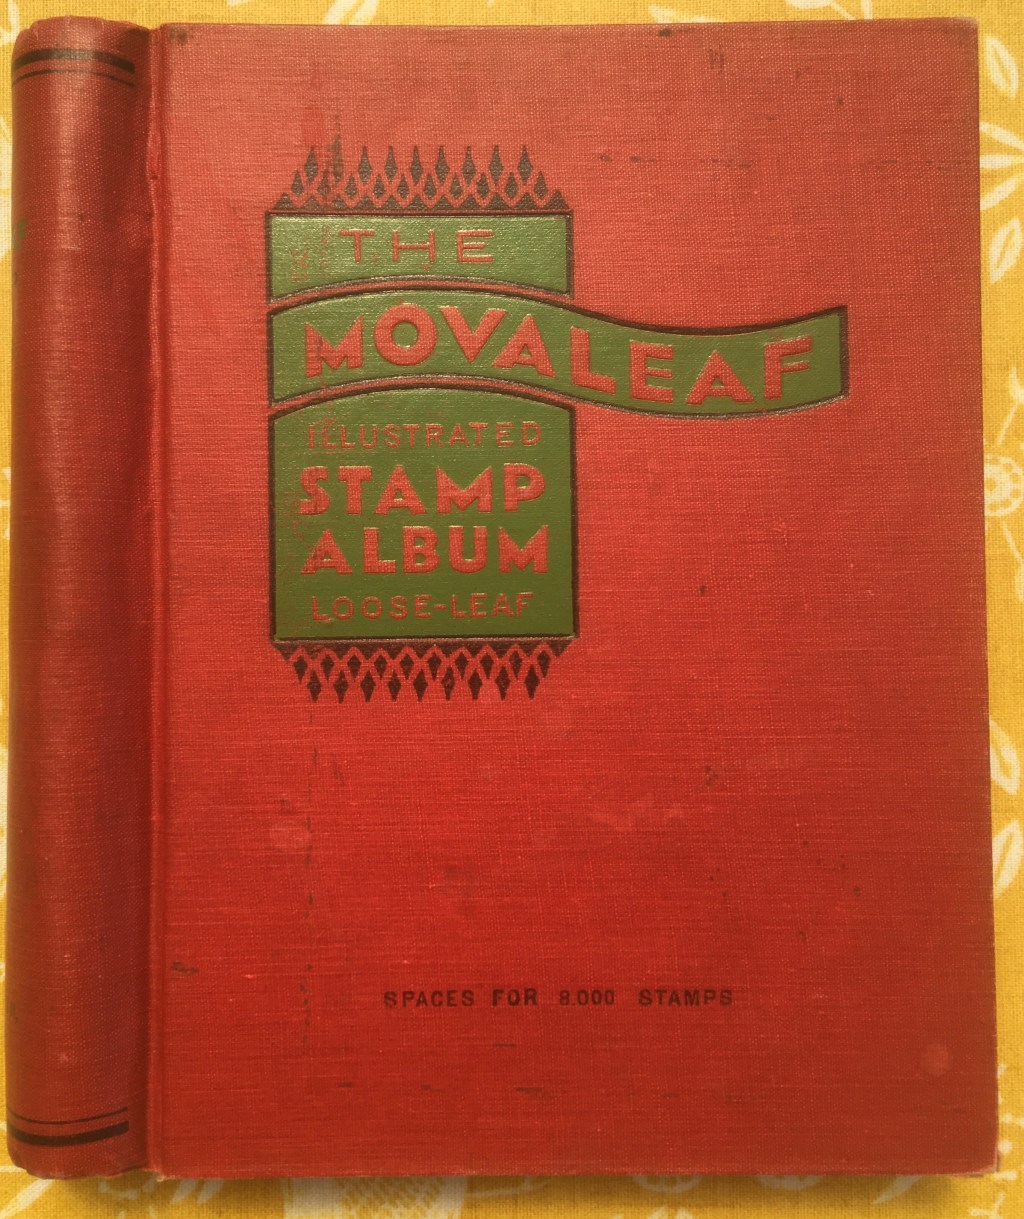 THE
MOVALEAF
ILLUSTRATED
STAMP
ALBUM
LOOSE-LEAF
SPACES FOR 8.000 STAMPS